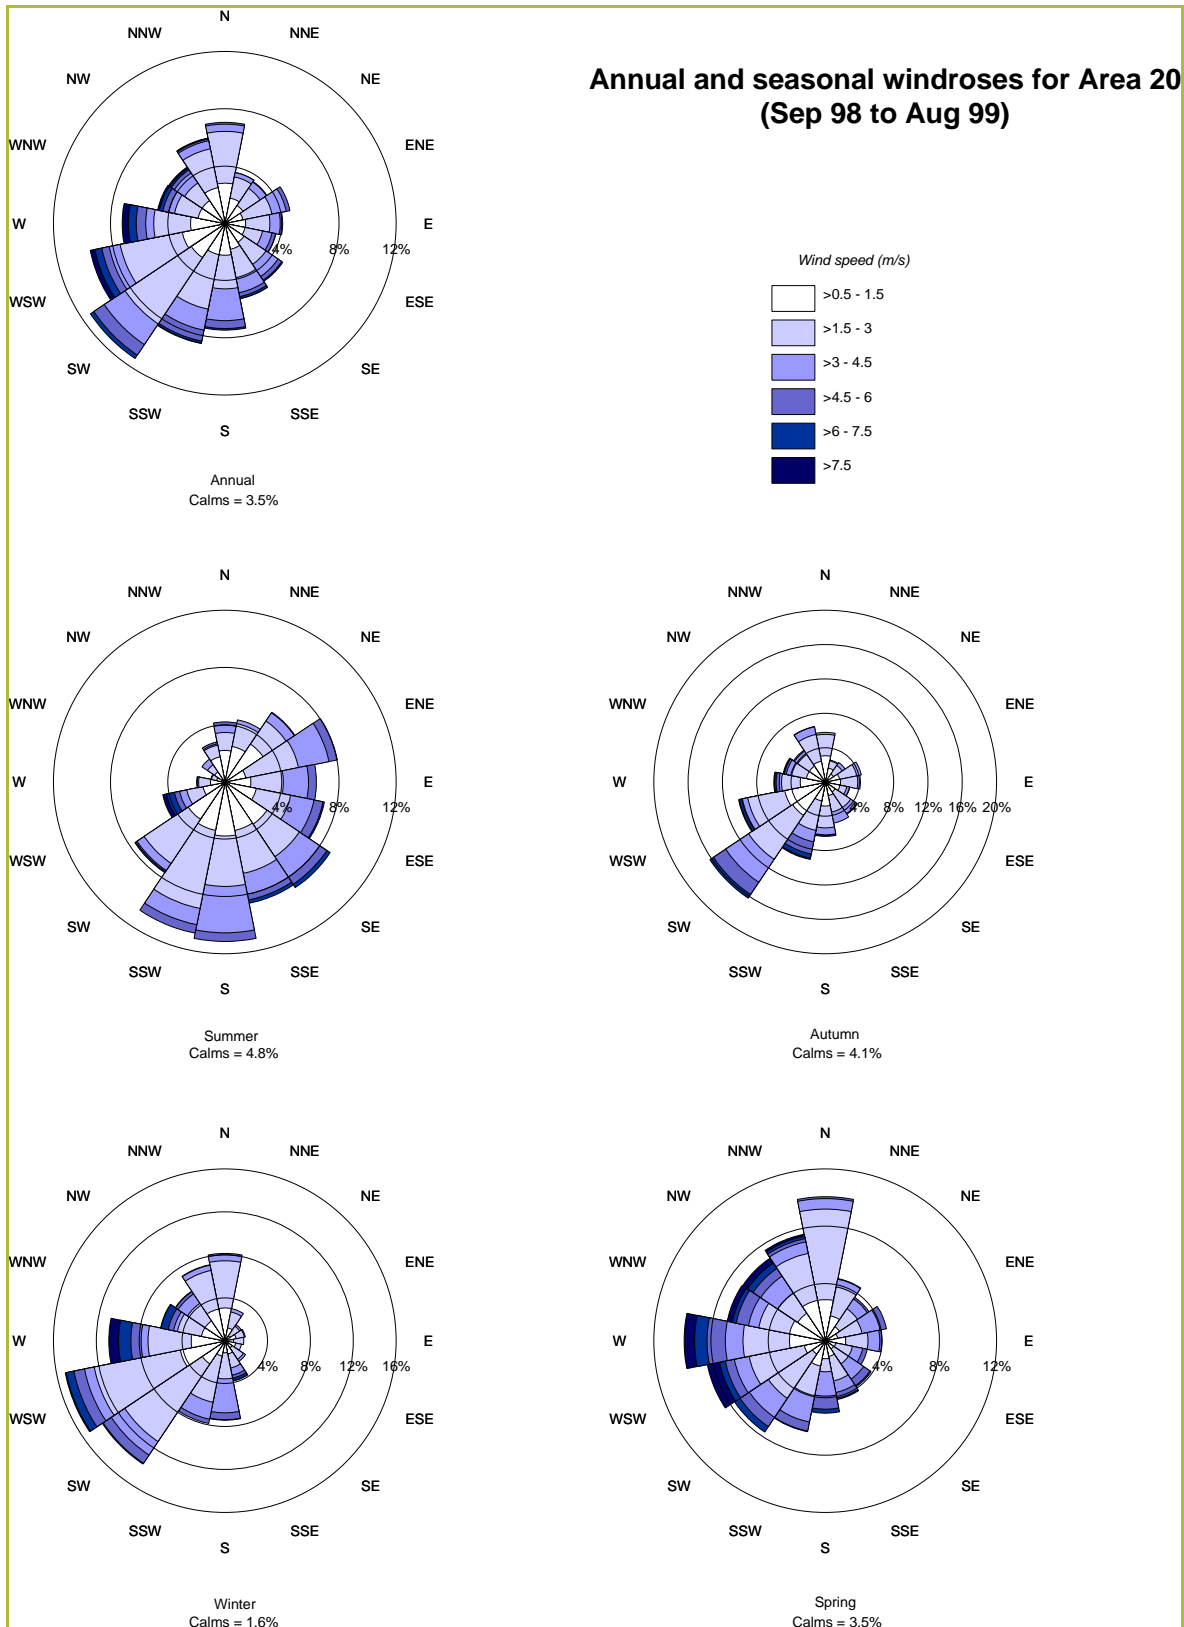 Annual and seasonal windroses for Area 20
(Sep 98 to Aug 99)
N
NNW
NNE
NW
NE
WNW
ENE
W
E
4%
8%
12%
WSW
ESE
SW
SE
SSW
SSE
S
Annual
Calms = 3.5%
Wind speed (m/s)
>0.5 - 1.5
>1.5 - 3
>3 - 4.5
>4.5 - 6
>6 - 7.5
>7.5
N
NNW
NNE
NW
NE
WNW
ENE
W
E
4%
8%
12%
WSW
ESE
SW
SE
SSW
SSE
S
Summer
Calms = 4.8%
N
NNW
NNE
NW
NE
WNW
ENE
W
E
4%
8%
12%
16%
20%
WSW
ESE
SW
SE
SSW
SSE
S
Autumn
Calms = 4.1%
N
NNW
NNE
NW
NE
WNW
ENE
W
E
4%
8%
12%
16%
WSW
ESE
SW
SE
SSW
SSE
S
Winter
Calms = 1.6%
N
NNW
NNE
NW
NE
WNW
ENE
W
E
4%
8%
12%
WSW
ESE
SW
SE
SSW
SSE
S
Spring
Calms = 3.5%